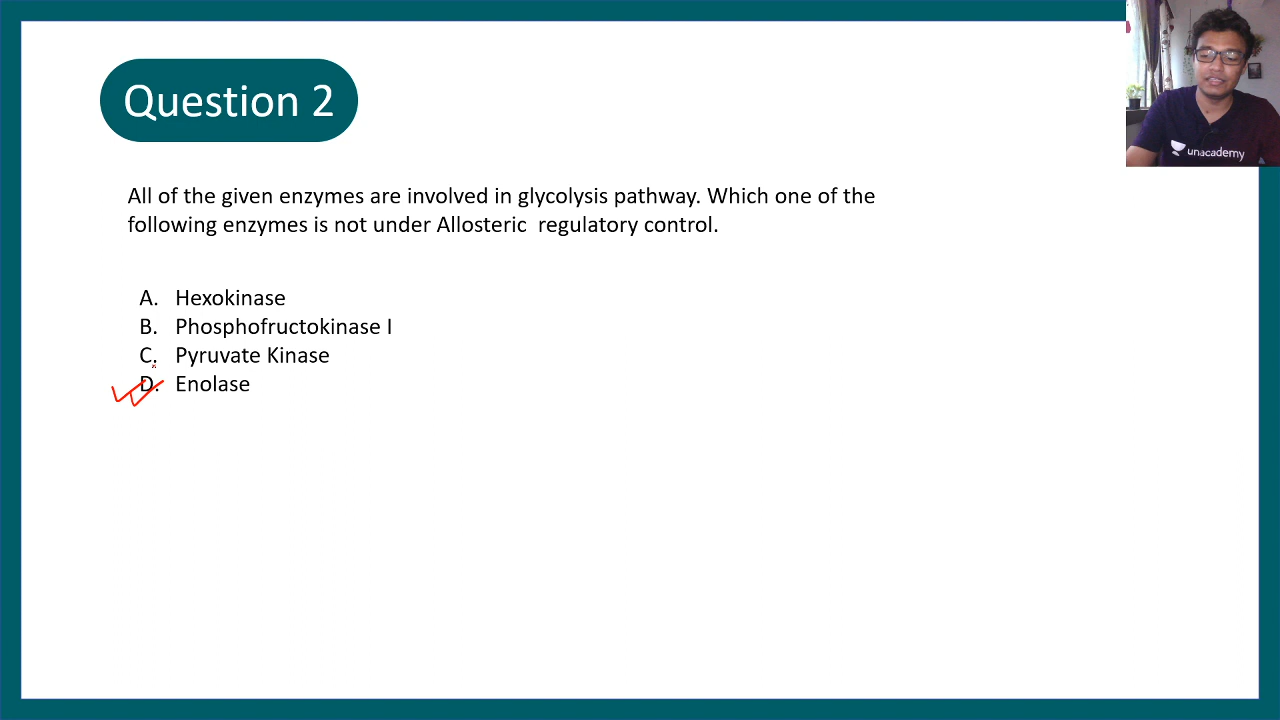 Question 2
unacademy
All of the given enzymes are involved in glycolysis pathway. Which one of the
following enzymes is not under Allosteric  regulatory control.
A. Hexokinase
B. Phosphofructokinase I
C. Pyruvate Kinase
D. Enolase